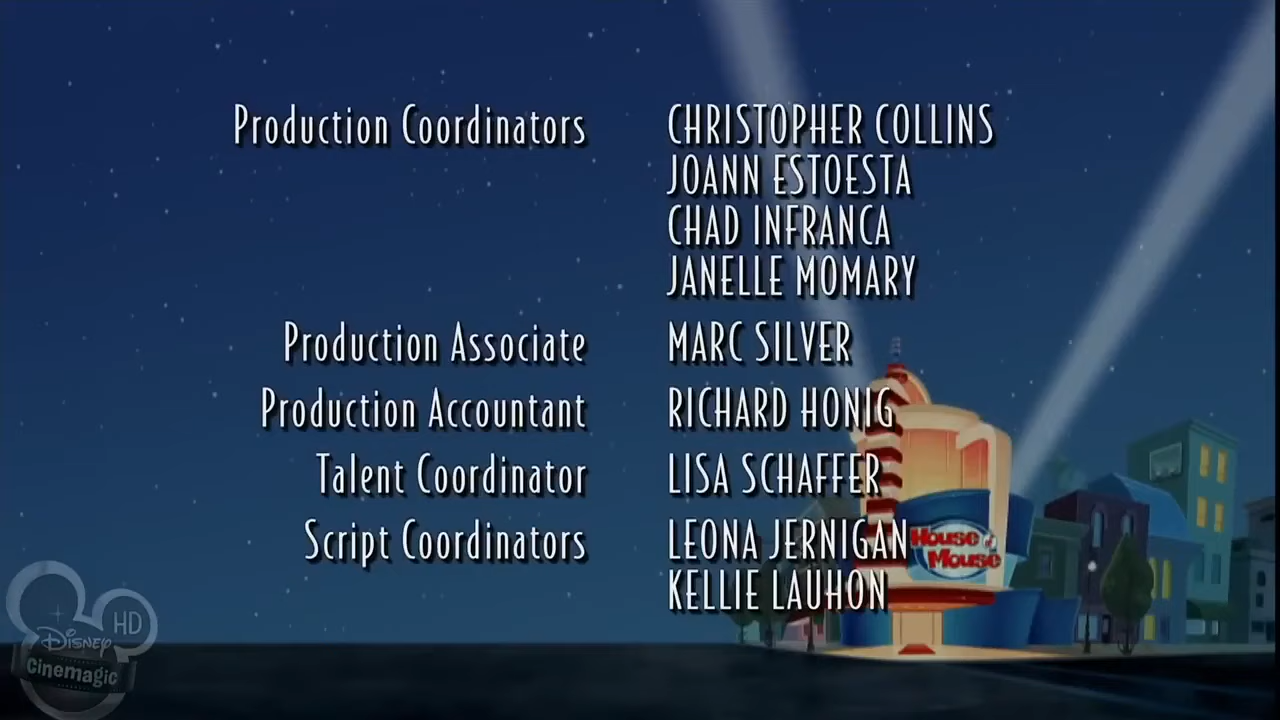 Production Coordinators CHRISTOPHER COLLINS
JOANN ESTOESTA
CHAD INFRANCA
JANELLE MOMARY
Production Associate MARC SILVER
Production Accountant RICHARD HONIG
Talent Coordinator LISA SCHAFFER
Script Coordinators LEONA JERNIGAN
KELLIE LAUHON
House of
Mouse
HD
Disney
Cinemagic